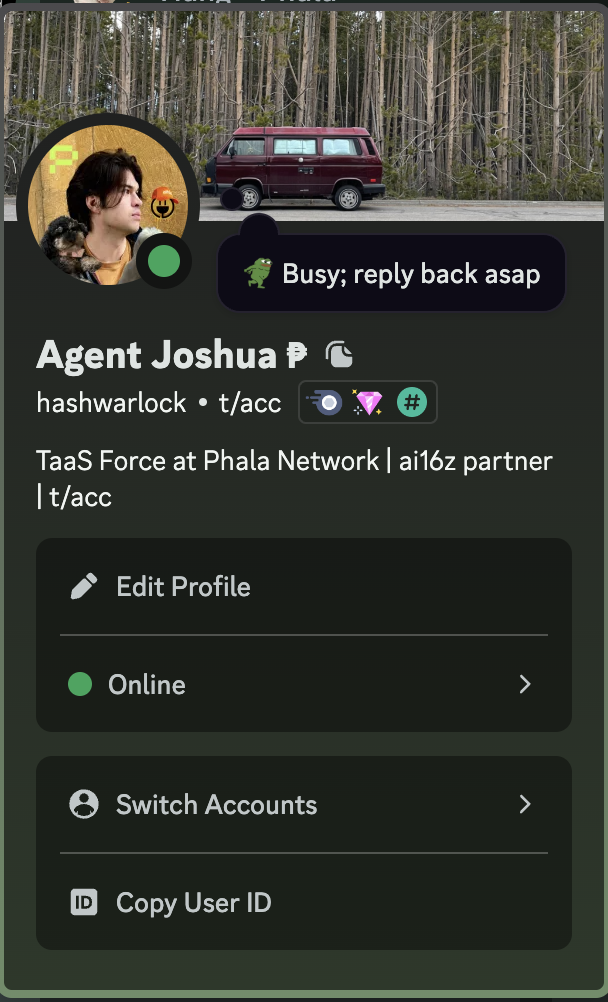 Busy; reply back asap
Agent Joshua ₱
hashwarlock • t/acc #
TaaS Force at Phala Network | ai16z partner
| t/acc
Edit Profile
Online
Switch Accounts
ID Copy User ID